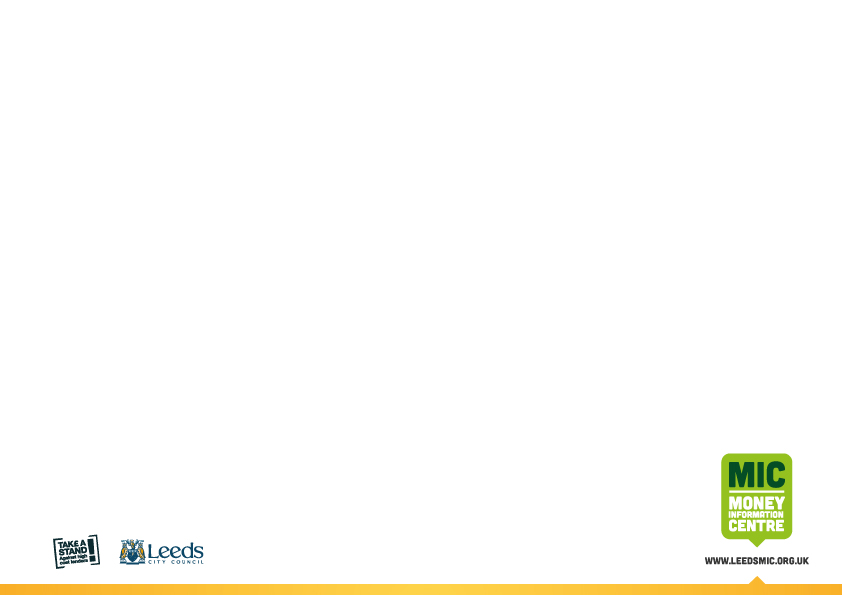 MIC
MONEY
INFORMATION
CENTRE
WWW.LEEDSMIC.ORG.UK
TAKE A
STAND!
Against high
cost lenders
Leeds
CITY COUNCIL